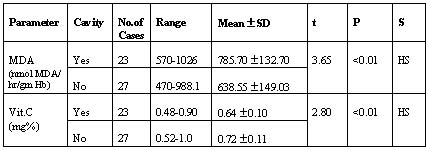 Parameter Cavity No.of Cases Range Mean ±SD t P S
MDA (nmol MDA/ hr/gm Hb) Yes 23 570-1026 785.70 ±132.70 3.65 <0.01 HS
No 27 470-988.1 638.55 ±149.03
Vit.C (mg%) Yes 23 0.48-0.90 0.64 ±0.10 2.80 <0.01 HS
No 27 0.52-1.0 0.72 ±0.11